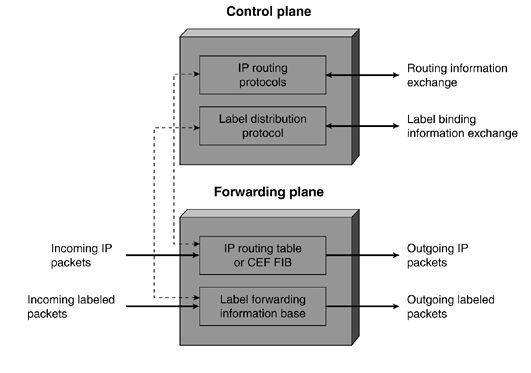 Control plane
IP routing
protocols
Routing information
exchange
Label distribution
protocol
Label binding
information exchange
Forwarding plane
Incoming IP
packets
IP routing table
or CEF FIB
Outgoing IP
packets
Incoming labeled
packets
Label forwarding
information base
Outgoing labeled
packets